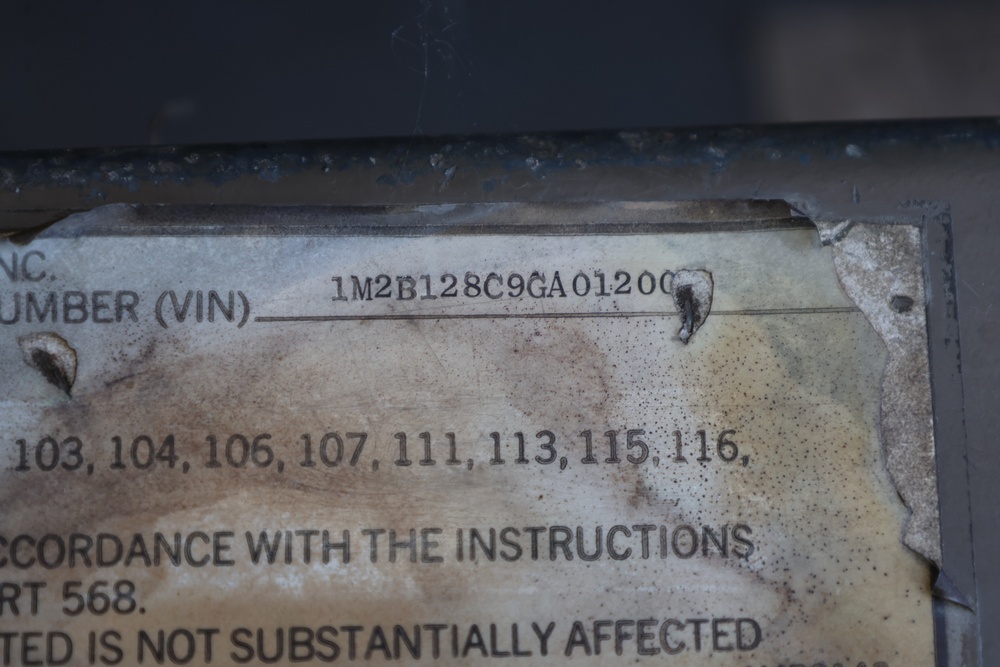 NC.
UMBER (VIN) 1M2B128C9GA01200
103, 104, 106, 107, 111, 113, 115, 116,
CCORDANCE WITH THE INSTRUCTIONS
RT 568.
TED IS NOT SUBSTANTIALLY AFFECTED